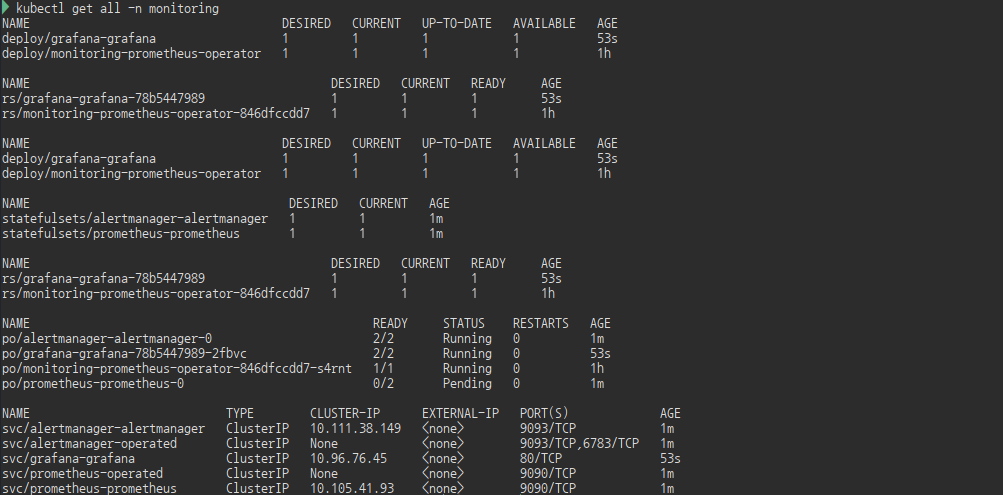 kubectl get all -n monitoring
NAME DESIRED CURRENT UP-TO-DATE AVAILABLE AGE
deploy/grafana-grafana 1 1 1 1 53s
deploy/monitoring-prometheus-operator 1 1 1 1 1h
NAME DESIRED CURRENT READY AGE
rs/grafana-grafana-78b5447989 1 1 1 53s
rs/monitoring-prometheus-operator-846dfccdd7 1 1 1 1h
NAME DESIRED CURRENT UP-TO-DATE AVAILABLE AGE
deploy/grafana-grafana 1 1 1 1 53s
deploy/monitoring-prometheus-operator 1 1 1 1 1h
NAME DESIRED CURRENT AGE
statefulsets/alertmanager-alertmanager 1 1 1m
statefulsets/prometheus-prometheus 1 1 1m
NAME DESIRED CURRENT READY AGE
rs/grafana-grafana-78b5447989 1 1 1 53s
rs/monitoring-prometheus-operator-846dfccdd7 1 1 1 1h
NAME READY STATUS RESTARTS AGE
po/alertmanager-alertmanager-0 2/2 Running 0 1m
po/grafana-grafana-78b5447989-2fbvc 2/2 Running 0 53s
po/monitoring-prometheus-operator-846dfccdd7-s4rnt 1/1 Running 0 1h
po/prometheus-prometheus-0 0/2 Pending 0 1m
NAME TYPE CLUSTER-IP EXTERNAL-IP PORT(S) AGE
svc/alertmanager-alertmanager ClusterIP 10.111.38.149 <none> 9093/TCP 1m
svc/alertmanager-operated ClusterIP None <none> 9093/TCP,6783/TCP 1m
svc/grafana-grafana ClusterIP 10.96.76.45 <none> 80/TCP 53s
svc/prometheus-operated ClusterIP None <none> 9090/TCP 1m
svc/prometheus-prometheus ClusterIP 10.105.41.93 <none> 9090/TCP 1m